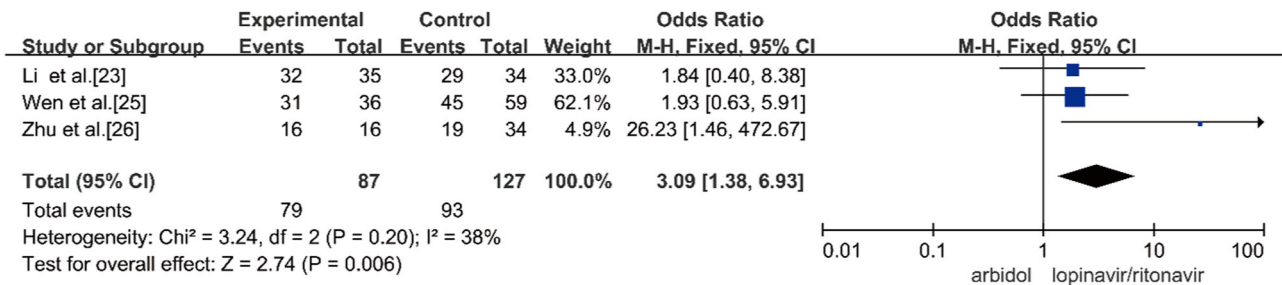 Experimental Control Odds Ratio Odds Ratio
Study or Subgroup Events Total Events Total Weight M-H, Fixed, 95% CI M-H, Fixed, 95% CI
Li et al.[23] 32 35 29 34 33.0% 1.84 [0.40, 8.38]
Wen et al.[25] 31 36 45 59 62.1% 1.93 [0.63, 5.91]
Zhu et al.[26] 16 16 19 34 4.9% 26.23 [1.46, 472.67]
Total (95% CI) 87 127 100.0% 3.09 [1.38, 6.93]
Total events 79 93
Heterogeneity: Chi² = 3.24, df = 2 (P = 0.20); I² = 38%
Test for overall effect: Z = 2.74 (P = 0.006)
0.01 0.1 1 10 100
arbidol lopinavir/ritonavir